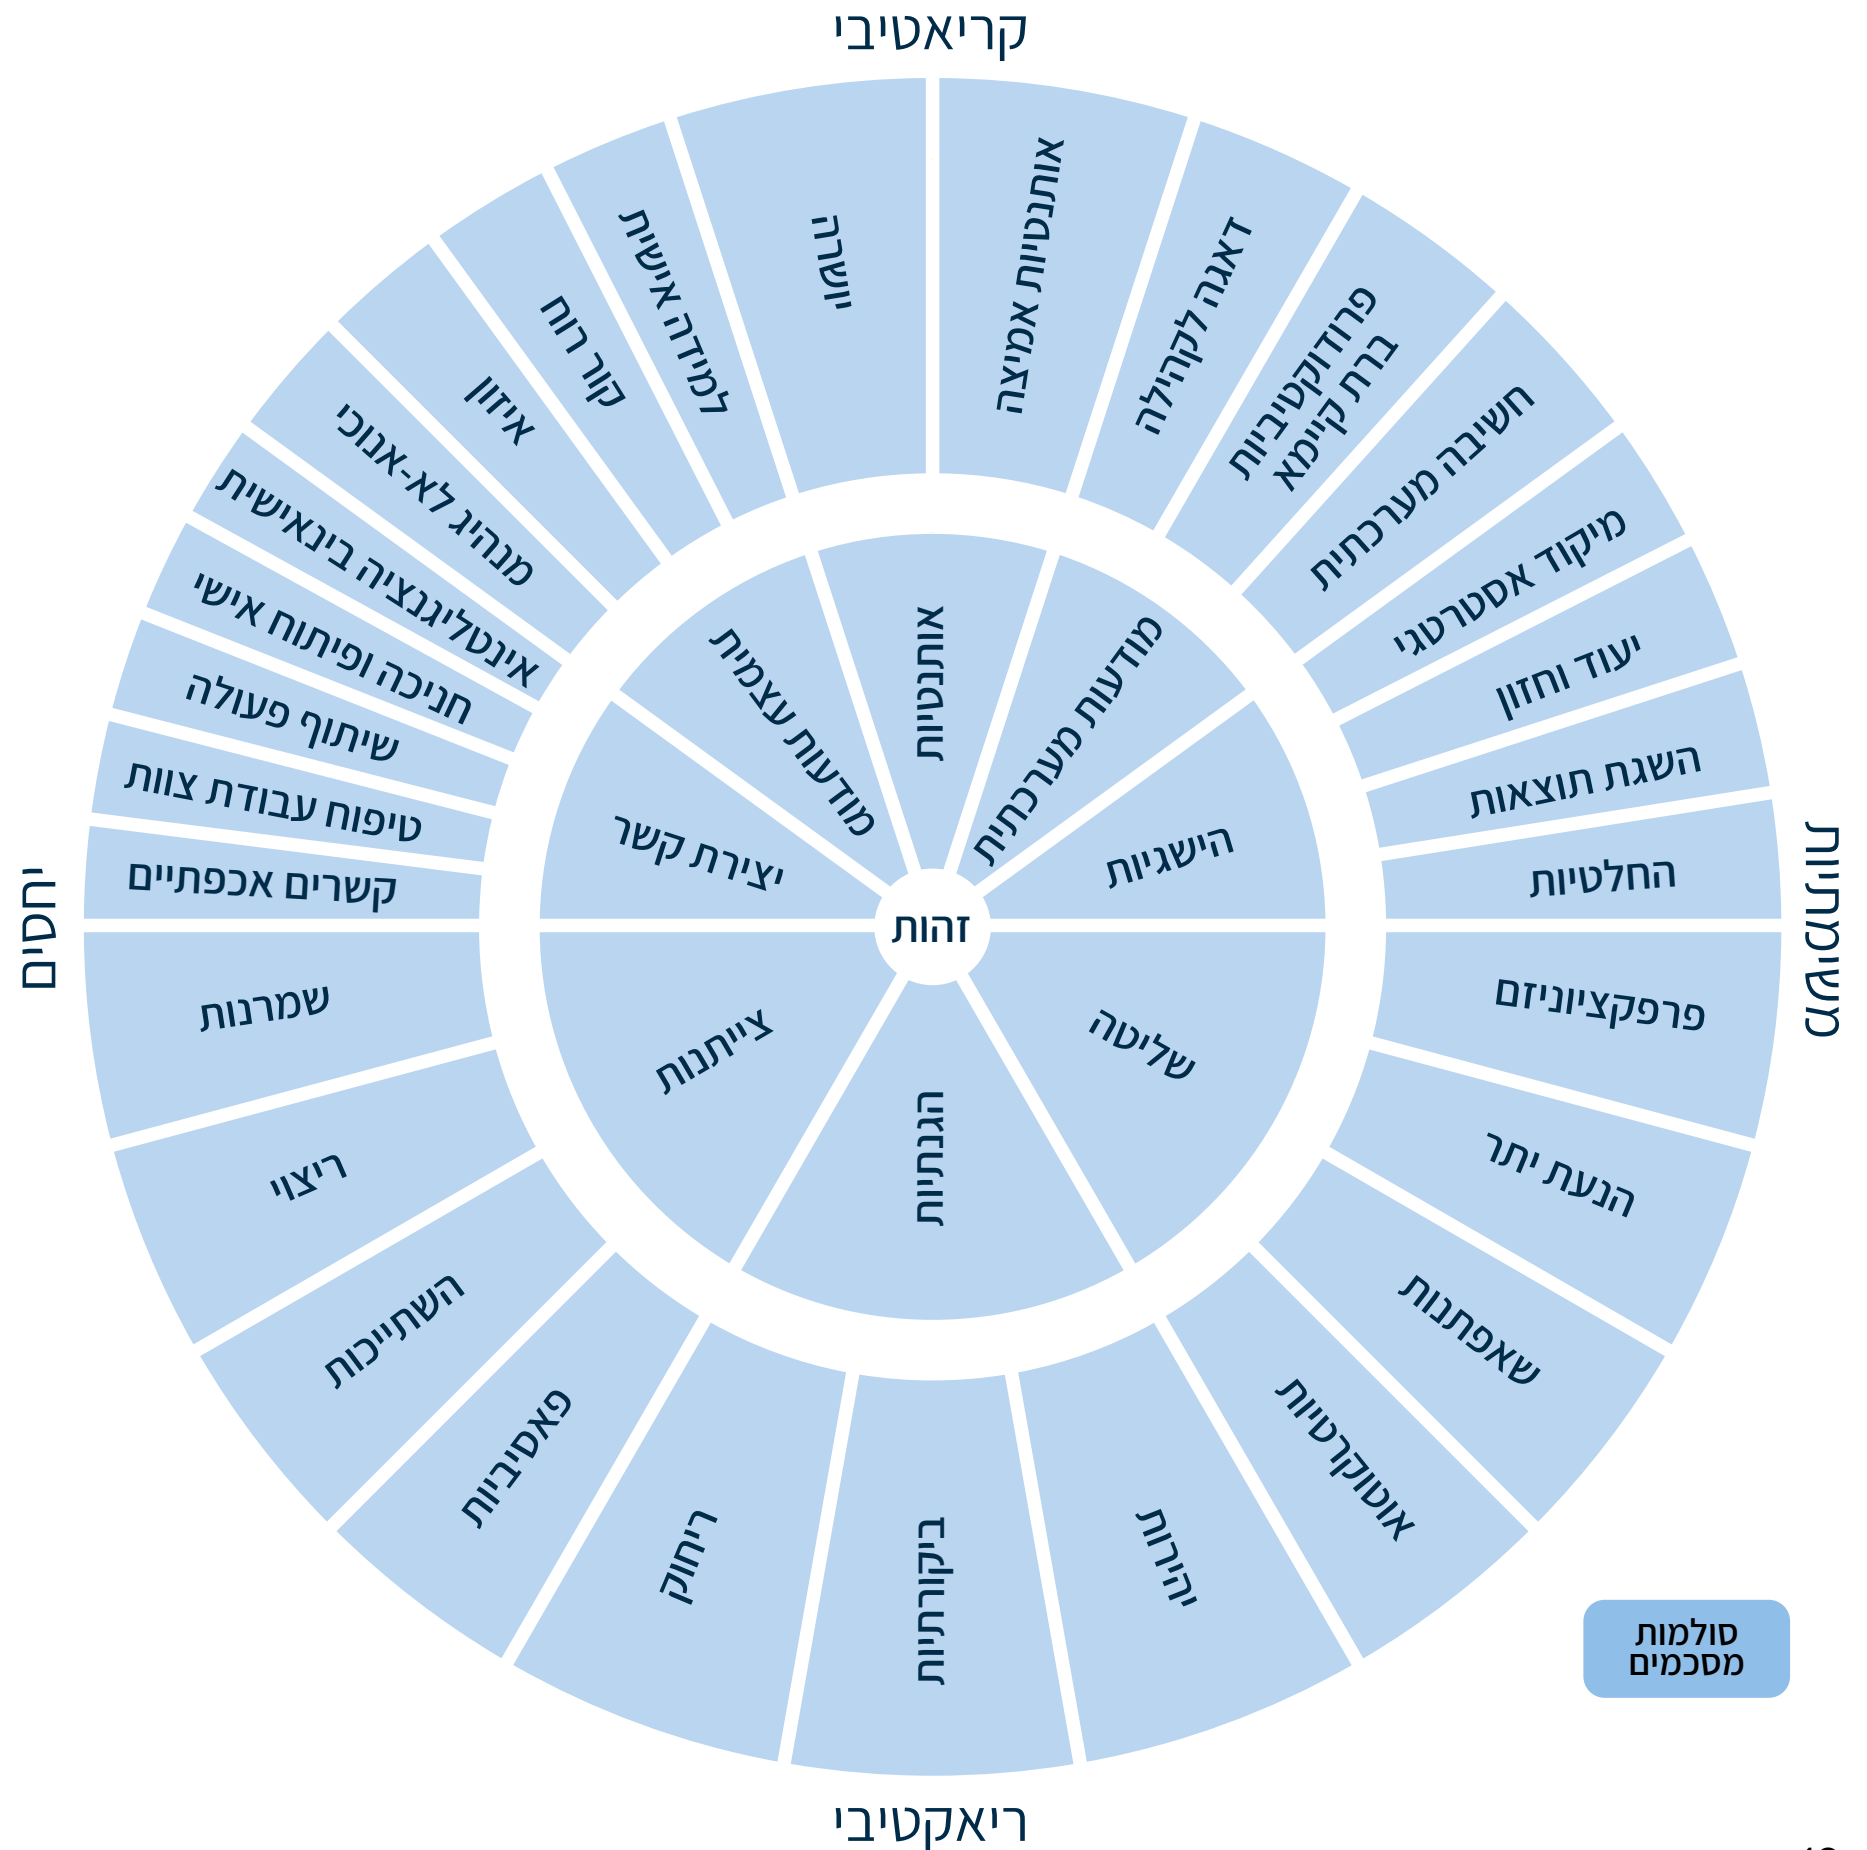 קריאטיבי
אותנטיות אמיצה
דאגה לקהילה
פרודוקטיביות
ברת קיימא
חשיבה מערכתית
מיקוד אסטרטגי
יעוד וחזון
השגת תוצאות
החלטיות
משימתיות
פרפקציוניזם
הנעת יתר
שאפתנות
אוטוקרטיות
יהירות
ביקורתיות
ריחוק
פאסיביות
השתייכות
ריצוי
שמרנות
יחסים
קשרים אכפתיים
טיפוח עבודת צוות
שיתוף פעולה
חניכה ופיתוח אישי
אינטליגנציה בינאישית
מנהיג לא-אנוכי
איזון
קור רוח
למידה אישית
יושרה
אותנטיות
מודעות מערכתית
הישגיות
שליטה
הגנתיות
צייתנות
יצירת קשר
מודעות עצמית
זהות
סולמות
מסכמים
ריאקטיבי